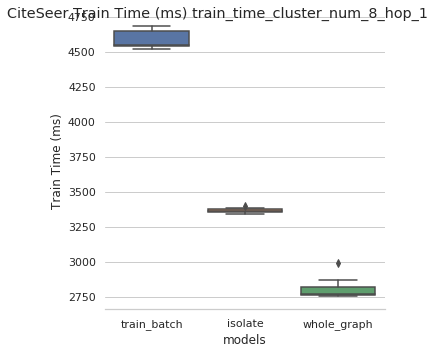 CiteSeer Train Time (ms) train_time_cluster_num_8_hop_1
4750
4500
4250
4000
3750
3500
3250
3000
2750
Train Time (ms)
train_batch isolate whole_graph
models